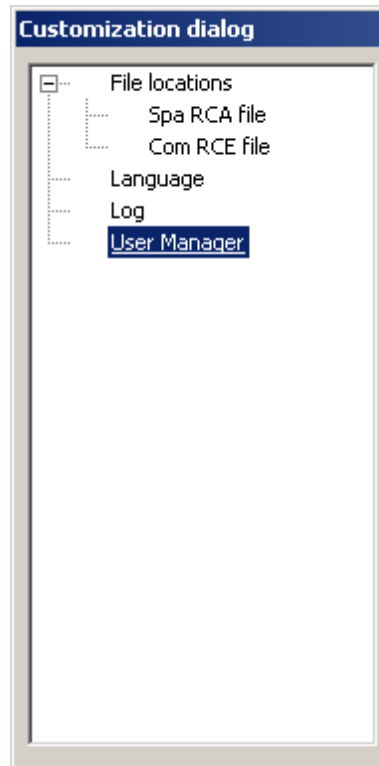 Customization dialog
File locations
Spa RCA file
Com RCE file
Language
Log
User Manager